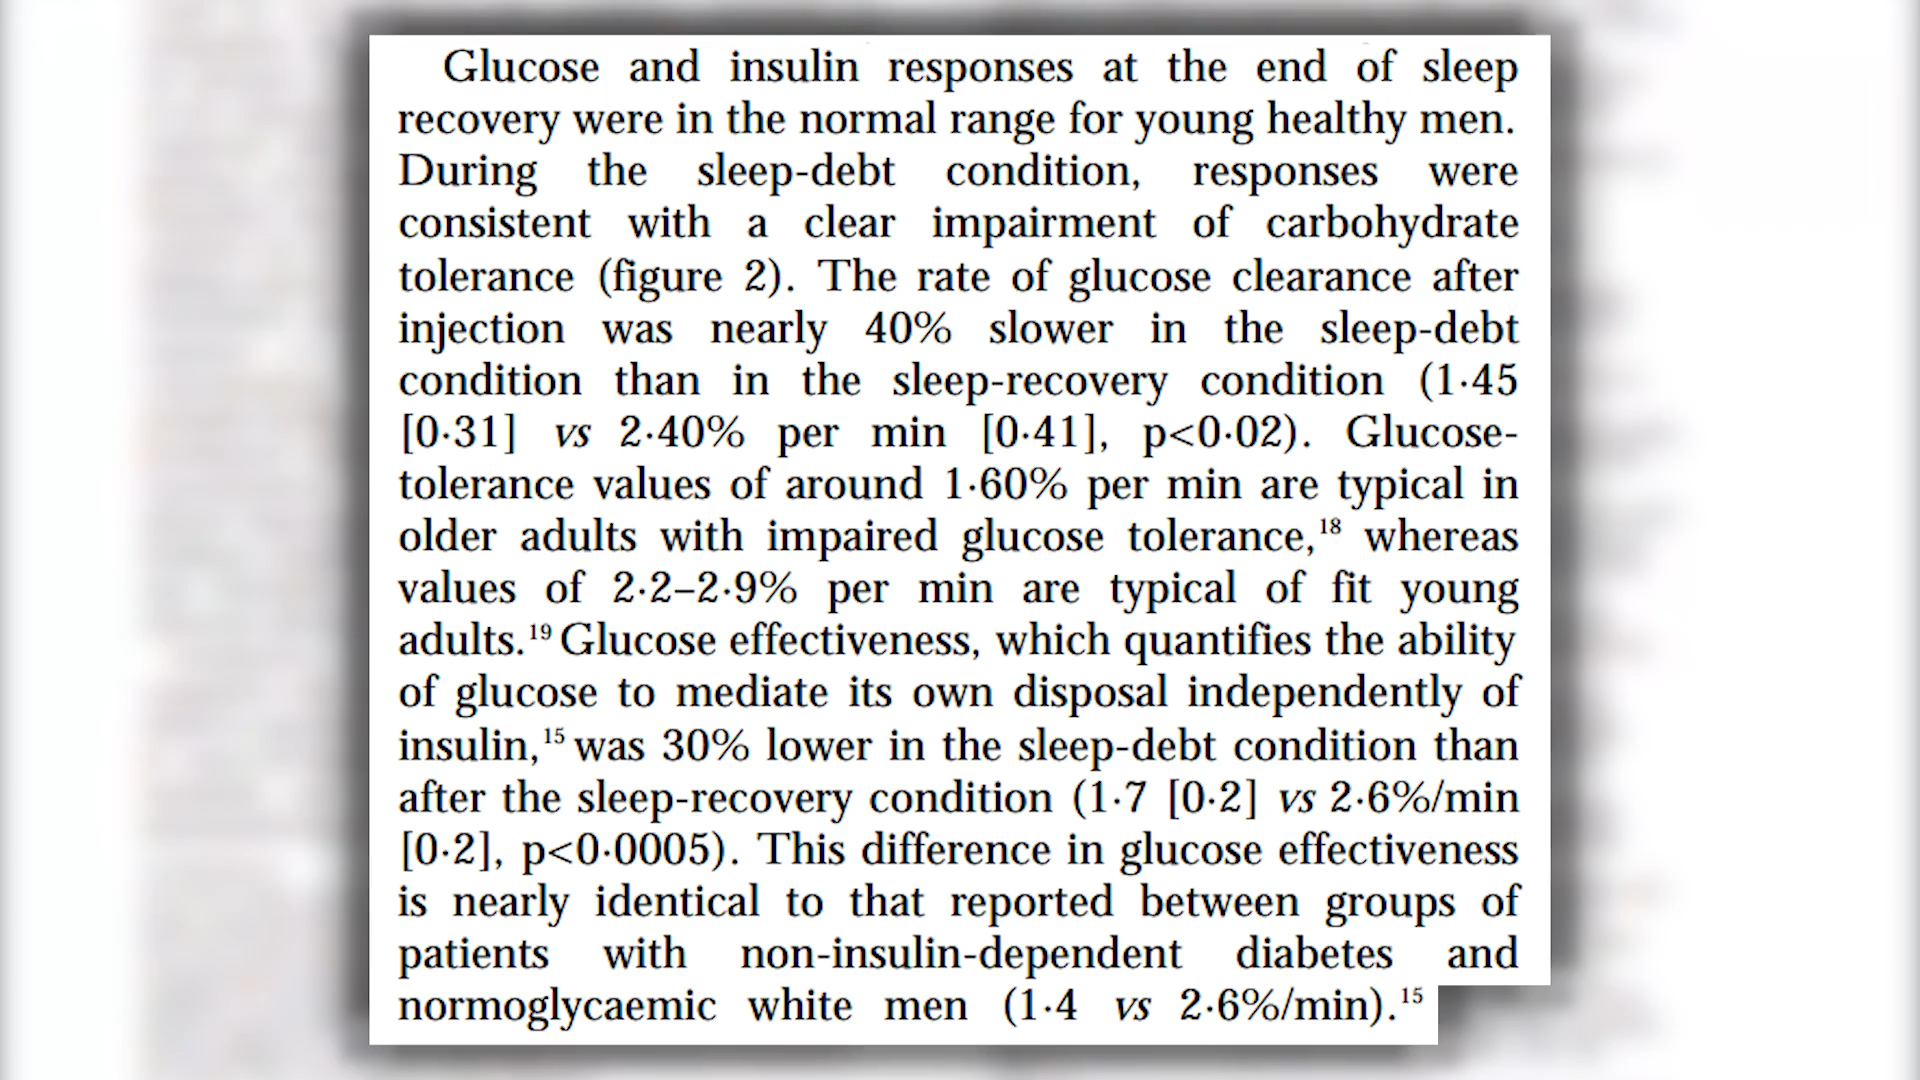 Glucose and insulin responses at the end of sleep
recovery were in the normal range for young healthy men.
During the sleep-debt condition, responses were
consistent with a clear impairment of carbohydrate
tolerance (figure 2). The rate of glucose clearance after
injection was nearly 40% slower in the sleep-debt
condition than in the sleep-recovery condition (1·45
[0·31] vs 2·40% per min [0·41], p<0·02). Glucose-
tolerance values of around 1·60% per min are typical in
older adults with impaired glucose tolerance,¹⁸ whereas
values of 2·2–2·9% per min are typical of fit young
adults.¹⁹ Glucose effectiveness, which quantifies the ability
of glucose to mediate its own disposal independently of
insulin,¹⁵ was 30% lower in the sleep-debt condition than
after the sleep-recovery condition (1·7 [0·2] vs 2·6%/min
[0·2], p<0·0005). This difference in glucose effectiveness
is nearly identical to that reported between groups of
patients with non-insulin-dependent diabetes and
normoglycaemic white men (1·4 vs 2·6%/min).¹⁵